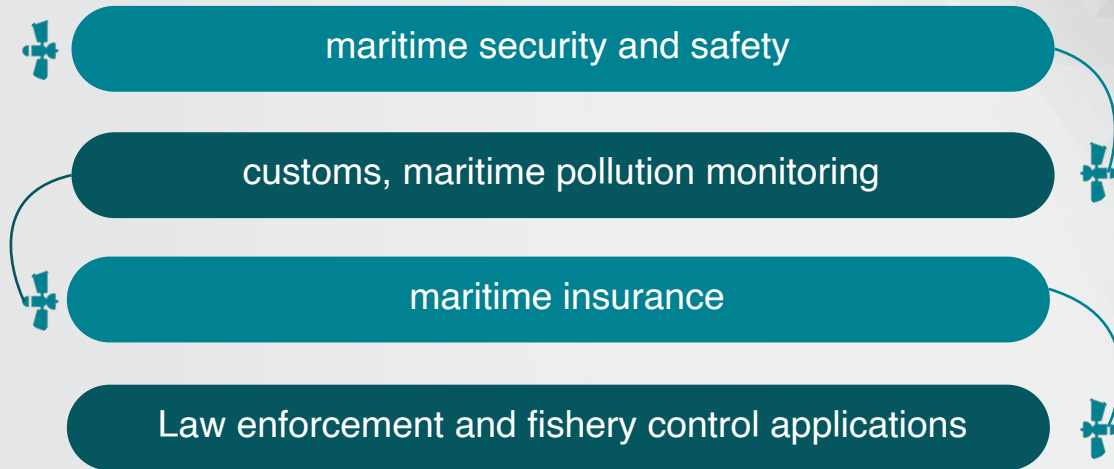 maritime security and safety
customs, maritime pollution monitoring
maritime insurance
Law enforcement and fishery control applications